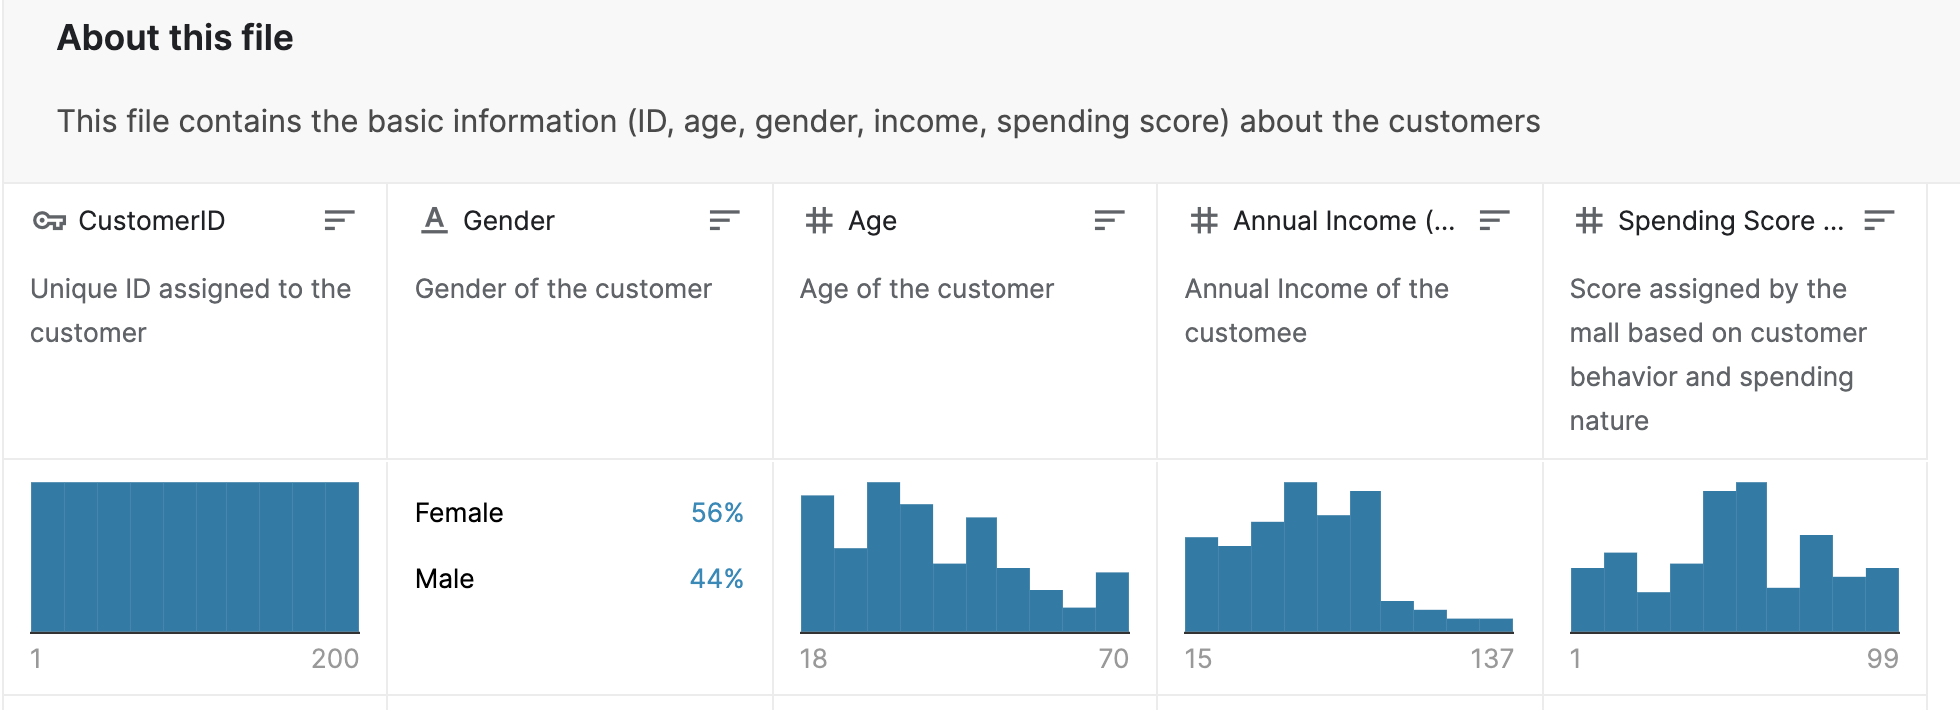 About this file
This file contains the basic information (ID, age, gender, income, spending score) about the customers
CustomerID
Gender
Age
Annual Income (...
Spending Score ...
Unique ID assigned to the
customer
Gender of the customer
Age of the customer
Annual Income of the
customee
Score assigned by the
mall based on customer
behavior and spending
nature
Female 56%
Male 44%
1 200
18 70
15 137
1 99